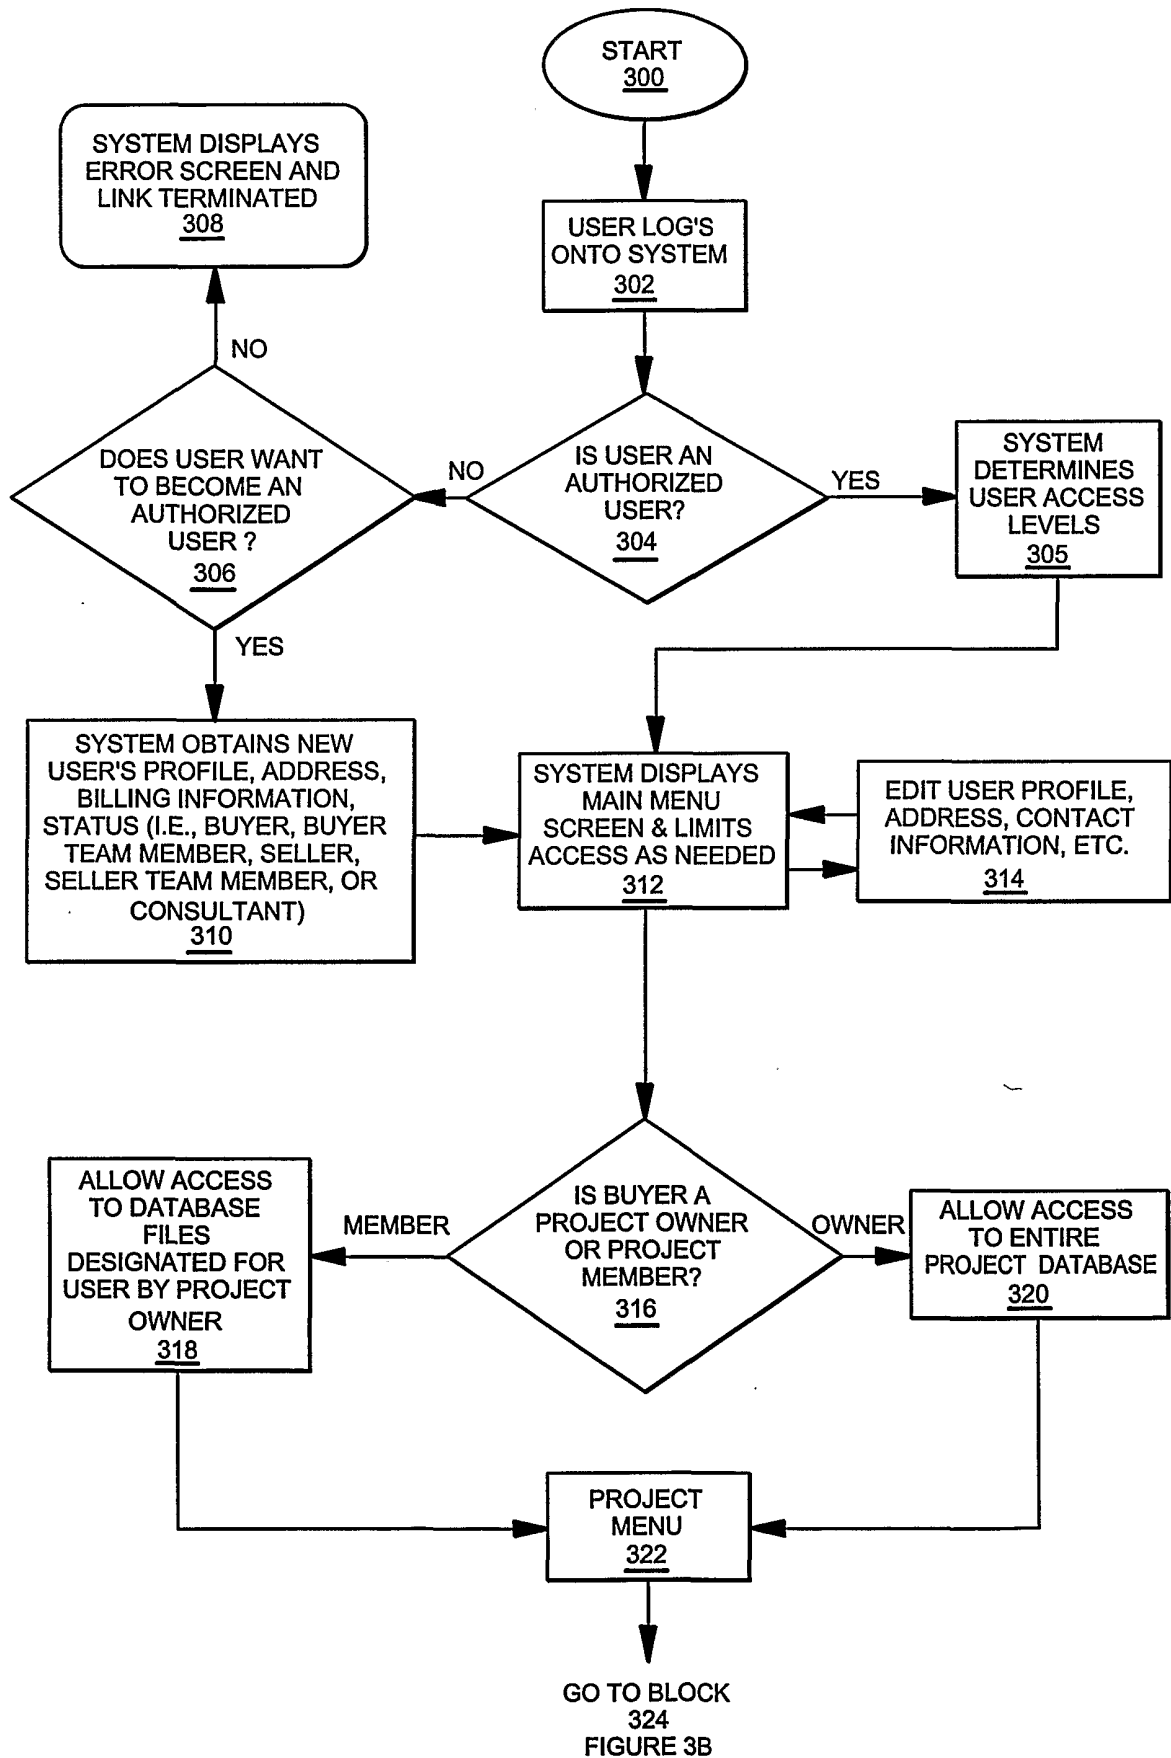 START
300
SYSTEM DISPLAYS
ERROR SCREEN AND
LINK TERMINATED
308
USER LOG'S
ONTO SYSTEM
302
NO
DOES USER WANT
TO BECOME AN
AUTHORIZED
USER ?
306
NO
IS USER AN
AUTHORIZED
USER?
304
YES
SYSTEM
DETERMINES
USER ACCESS
LEVELS
305
YES
SYSTEM OBTAINS NEW
USER'S PROFILE, ADDRESS,
BILLING INFORMATION,
STATUS (I.E., BUYER, BUYER
TEAM MEMBER, SELLER,
SELLER TEAM MEMBER, OR
CONSULTANT)
310
SYSTEM DISPLAYS
MAIN MENU
SCREEN & LIMITS
ACCESS AS NEEDED
312
EDIT USER PROFILE,
ADDRESS, CONTACT
INFORMATION, ETC.
314
ALLOW ACCESS
TO DATABASE
FILES
DESIGNATED FOR
USER BY PROJECT
OWNER
318
MEMBER
IS BUYER A
PROJECT OWNER
OR PROJECT
MEMBER?
316
OWNER
ALLOW ACCESS
TO ENTIRE
PROJECT DATABASE
320
PROJECT
MENU
322
GO TO BLOCK
324
FIGURE 3B